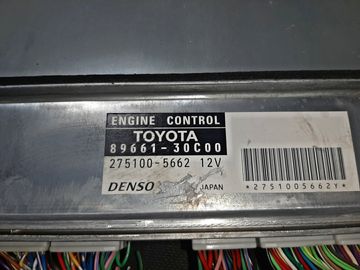 ENGINE CONTROL
TOYOTA
89661-30C00
275100-5662 12V
DENSO JAPAN
*2751005662Y*